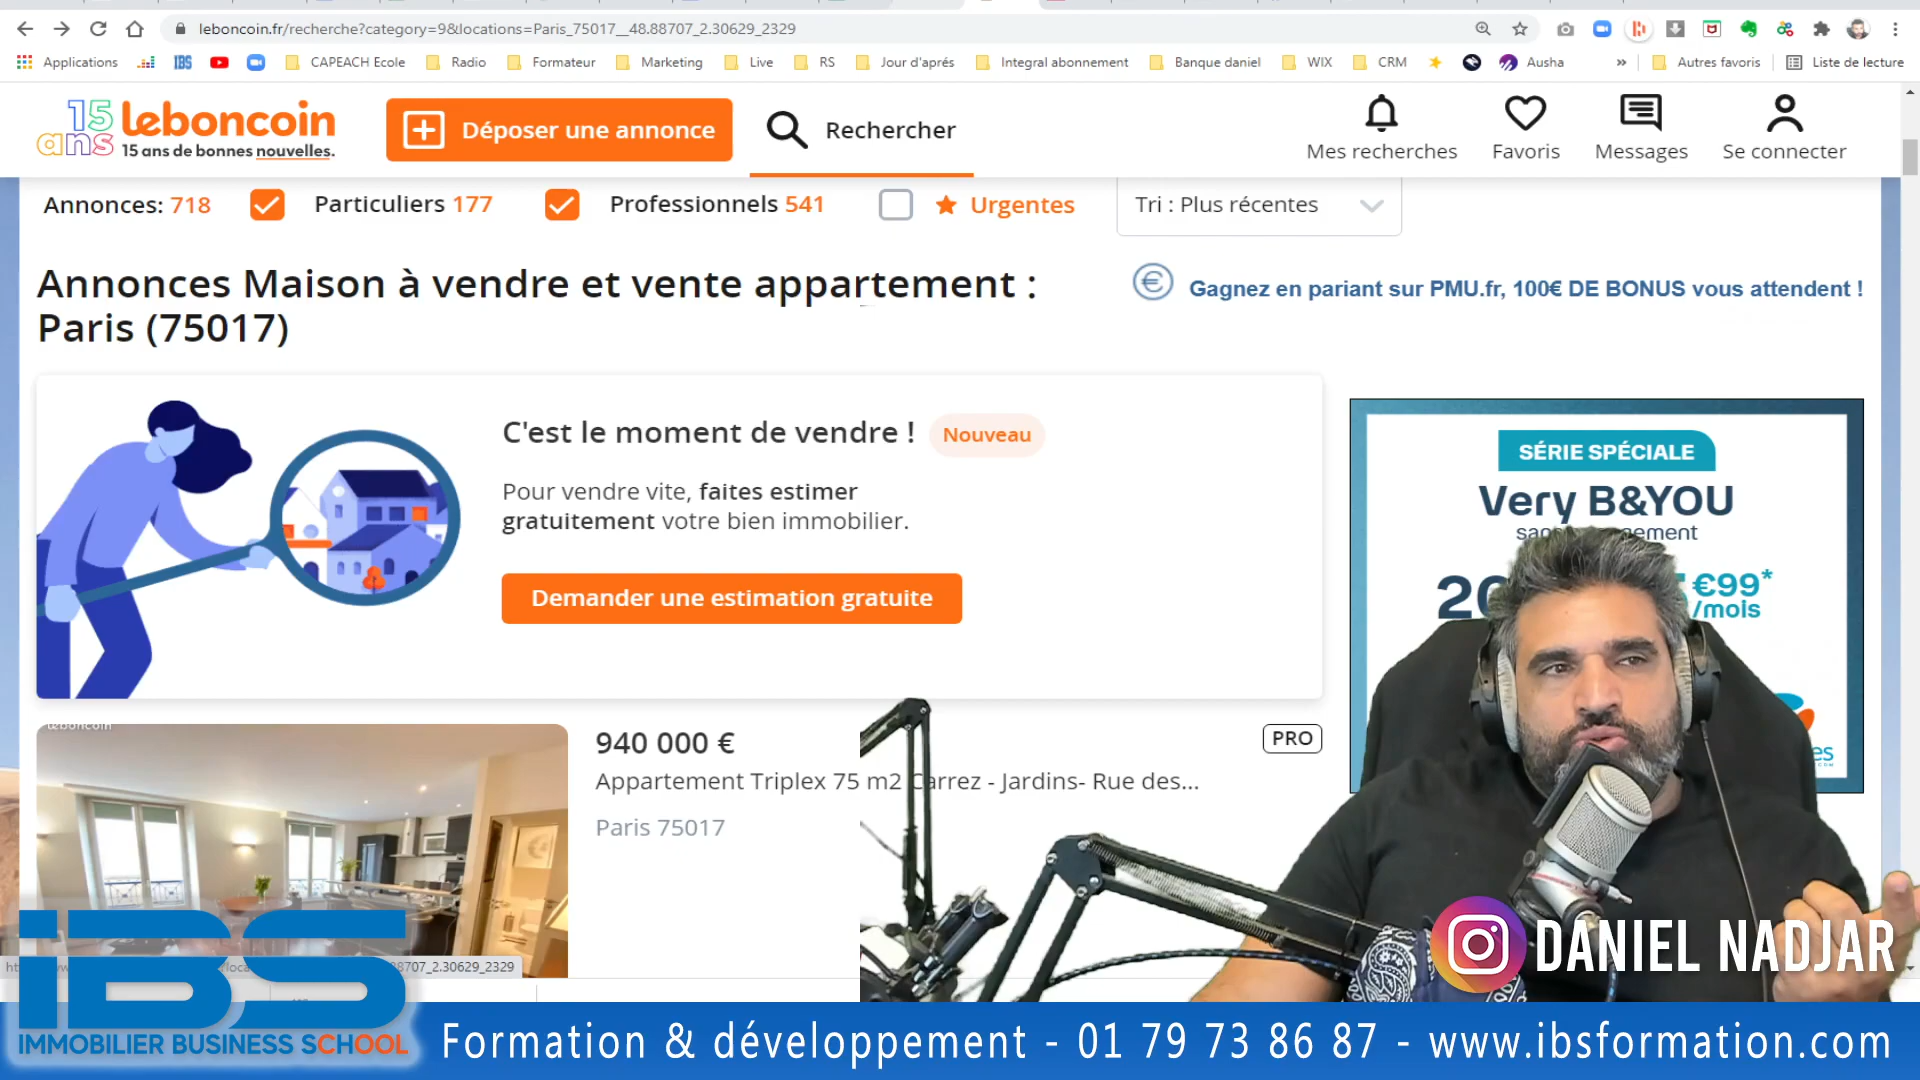 leboncoin.fr/recherche?category=9&locations=Paris_75017__48.88707_2.30629_2329
Applications
IBS
CAPEACH Ecole
Radio
Formateur
Marketing
Live
RS
Jour d'aprés
Integral abonnement
Banque daniel
WIX
CRM
Ausha
»
Autres favoris
Liste de lecture
15 ans
leboncoin
15 ans de bonnes nouvelles.
Déposer une annonce
Rechercher
Mes recherches
Favoris
Messages
Se connecter
Annonces: 718
Particuliers 177
Professionnels 541
Urgentes
Tri : Plus récentes
Annonces Maison à vendre et vente appartement :
Paris (75017)
€ Gagnez en pariant sur PMU.fr, 100€ DE BONUS vous attendent !
C'est le moment de vendre !
Nouveau
Pour vendre vite, faites estimer
gratuitement votre bien immobilier.
Demander une estimation gratuite
SÉRIE SPÉCIALE
Very B&YOU
€99*
/mois
leboncoin
940 000 €
PRO
Appartement Triplex 75 m2 Carrez - Jardins- Rue des...
Paris 75017
88707_2.30629_2329
DANIEL NADJAR
iBS
IMMOBILIER BUSINESS SCHOOL
Formation & développement - 01 79 73 86 87 - www.ibsformation.com